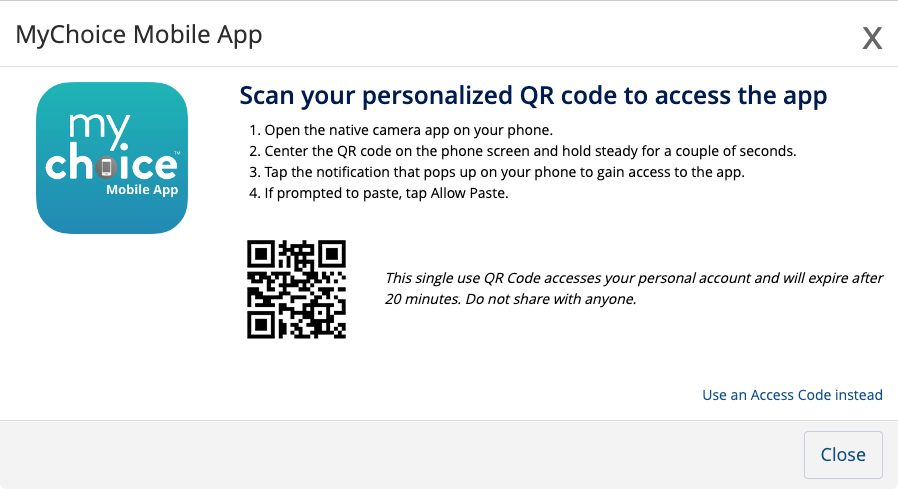 MyChoice Mobile App
X
my
choice™
Mobile App
Scan your personalized QR code to access the app
1. Open the native camera app on your phone.
2. Center the QR code on the phone screen and hold steady for a couple of seconds.
3. Tap the notification that pops up on your phone to gain access to the app.
4. If prompted to paste, tap Allow Paste.
This single use QR Code accesses your personal account and will expire after
20 minutes. Do not share with anyone.
Use an Access Code instead
Close